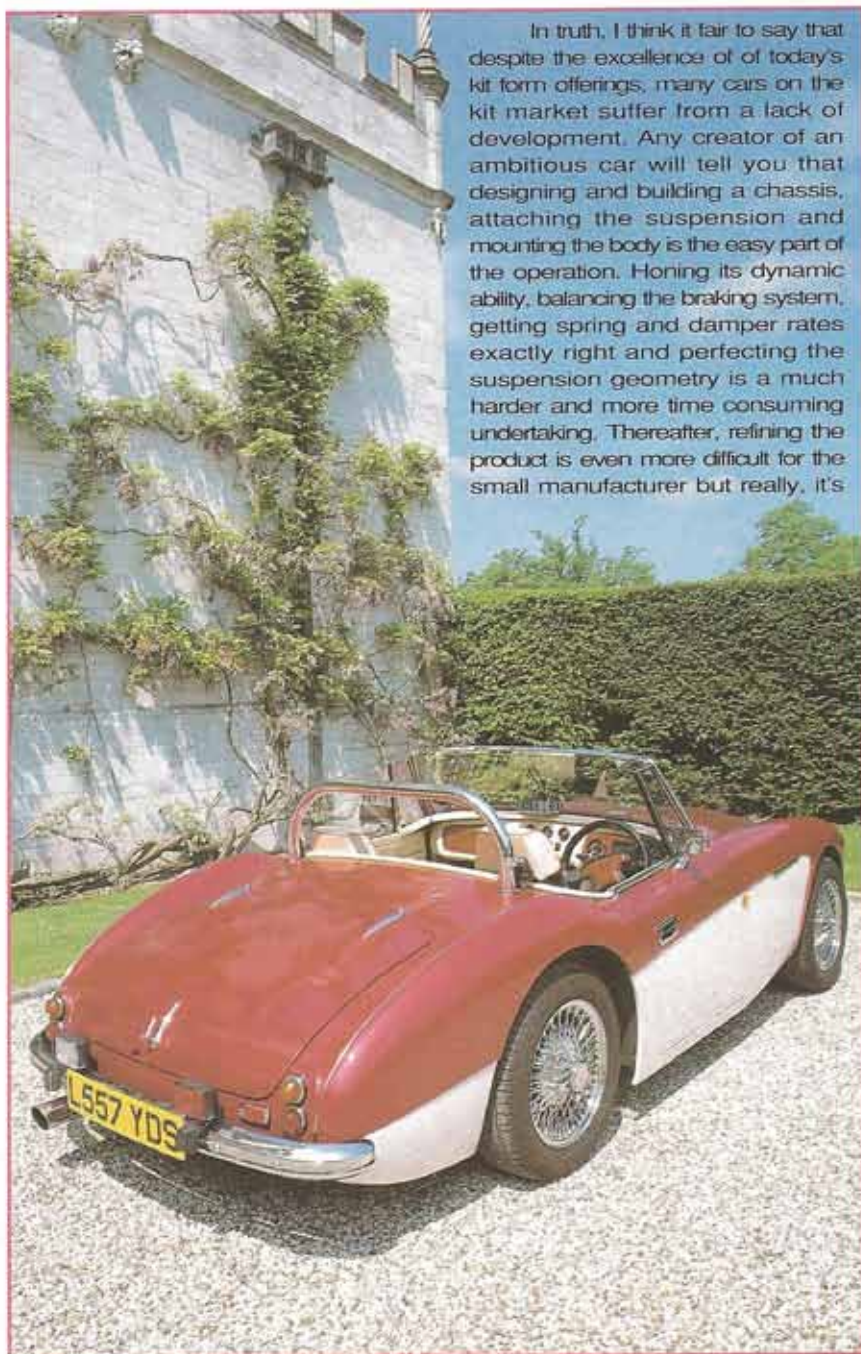 In truth, I think it fair to say that
despite the excellence of of today's
kit form offerings, many cars on the
kit market suffer from a lack of
development. Any creator of an
ambitious car will tell you that
designing and building a chassis,
attaching the suspension and
mounting the body is the easy part of
the operation. Honing its dynamic
ability, balancing the braking system,
getting spring and damper rates
exactly right and perfecting the
suspension geometry is a much
harder and more time consuming
undertaking. Thereafter, refining the
product is even more difficult for the
small manufacturer but really, it's
L557 YDS